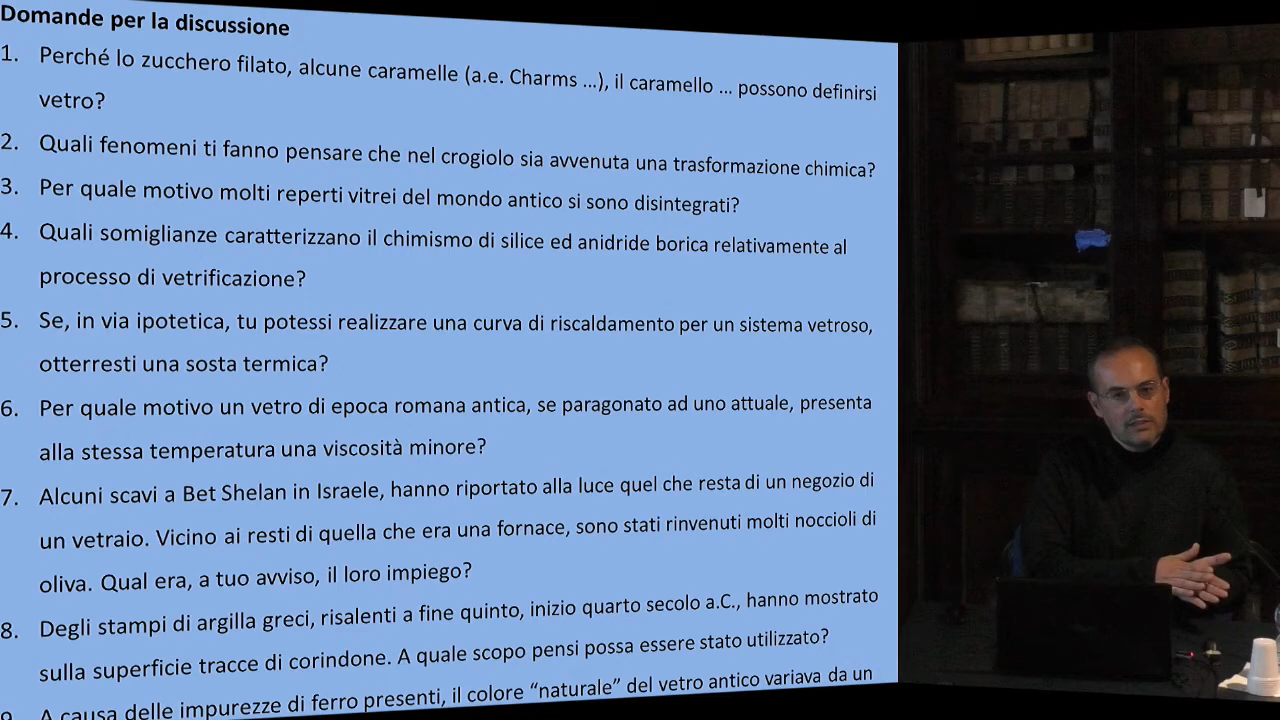 Domande per la discussione
1. Perché lo zucchero filato, alcune caramelle (a.e. Charms ...), il caramello ... possono definirsi
vetro?
2. Quali fenomeni ti fanno pensare che nel crogiolo sia avvenuta una trasformazione chimica?
3. Per quale motivo molti reperti vitrei del mondo antico si sono disintegrati?
4. Quali somiglianze caratterizzano il chimismo di silice ed anidride borica relativamente al
processo di vetrificazione?
5. Se, in via ipotetica, tu potessi realizzare una curva di riscaldamento per un sistema vetroso,
otterresti una sosta termica?
6. Per quale motivo un vetro di epoca romana antica, se paragonato ad uno attuale, presenta
alla stessa temperatura una viscosità minore?
7. Alcuni scavi a Bet Shelan in Israele, hanno riportato alla luce quel che resta di un negozio di
un vetraio. Vicino ai resti di quella che era una fornace, sono stati rinvenuti molti noccioli di
oliva. Qual era, a tuo avviso, il loro impiego?
8. Degli stampi di argilla greci, risalenti a fine quinto, inizio quarto secolo a.C., hanno mostrato
sulla superficie tracce di corindone. A quale scopo pensi possa essere stato utilizzato?
9. A causa delle impurezze di ferro presenti, il colore “naturale” del vetro antico variava da un